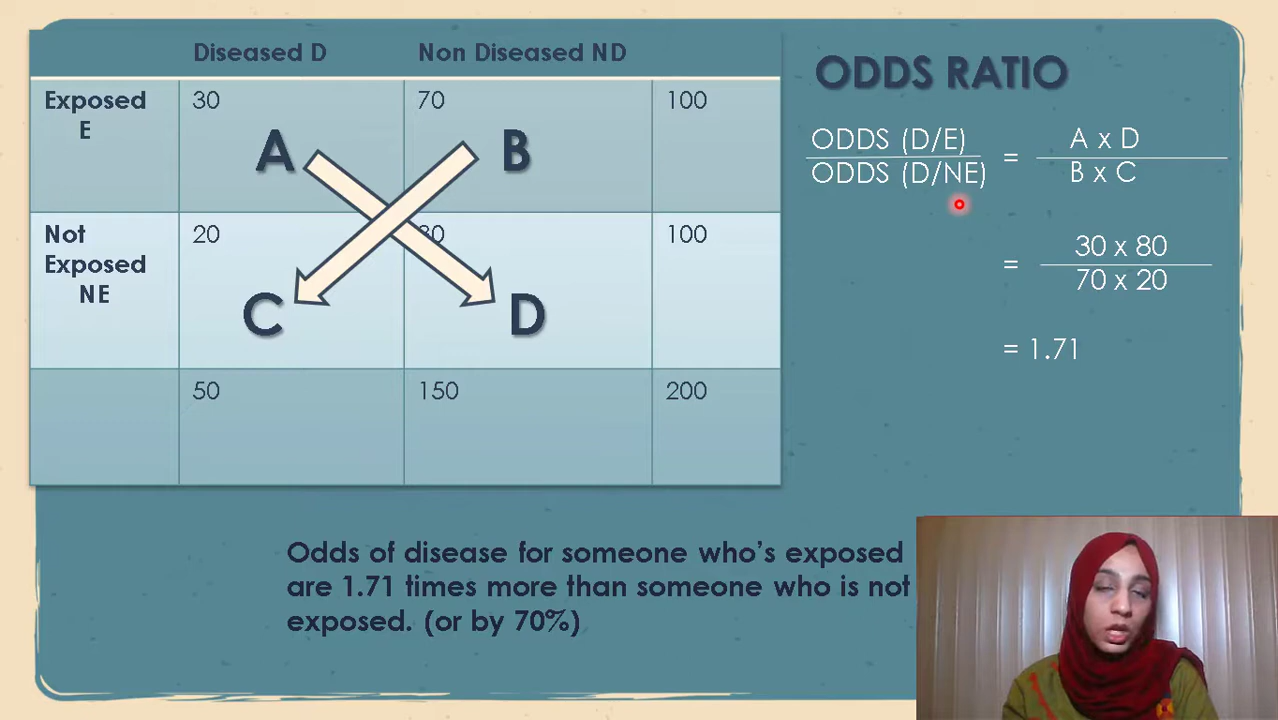 Diseased D
Non Diseased ND
Exposed
E
30
70
100
A
B
Not
Exposed
NE
20
100
C
D
50
150
200
ODDS RATIO
ODDS (D/E)
ODDS (D/NE)
=
A x D
B x C
=
30 x 80
70 x 20
= 1.71
Odds of disease for someone who's exposed
are 1.71 times more than someone who is not
exposed. (or by 70%)